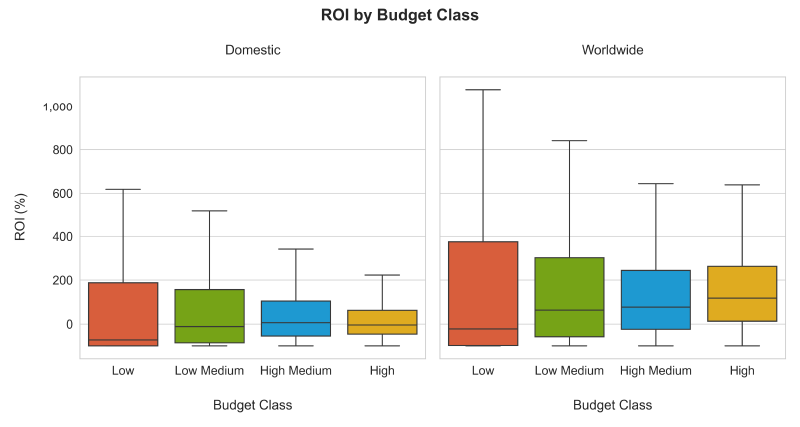 ROI by Budget Class
Domestic
Worldwide
ROI (%)
1,000
800
600
400
200
0
Low
Low Medium
High Medium
High
Low
Low Medium
High Medium
High
Budget Class
Budget Class